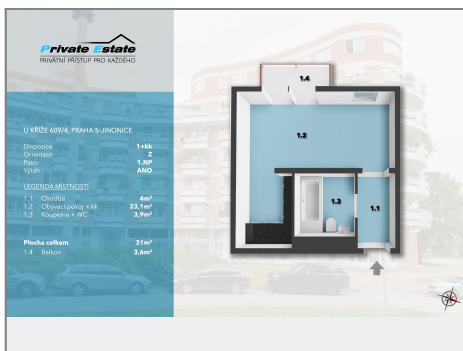 Private Estate
PRIVÁTNÍ PŘÍSTUP PRO KAŽDÉHO
U KŘÍŽE 609/4, PRAHA 5-JINONICE
Dispozice 1+kk
Orientace Z
Patro 1.NP
Výtah ANO
LEGENDA MÍSTNOSTÍ
1.1 Chodba 4m²
1.2 Obývací pokoj + kk 23,1m²
1.3 Koupelna + WC 3,9m²
Plocha celkem 31m²
1.4 Balkon 3,6m²
1.4
1.2
1.3
1.1